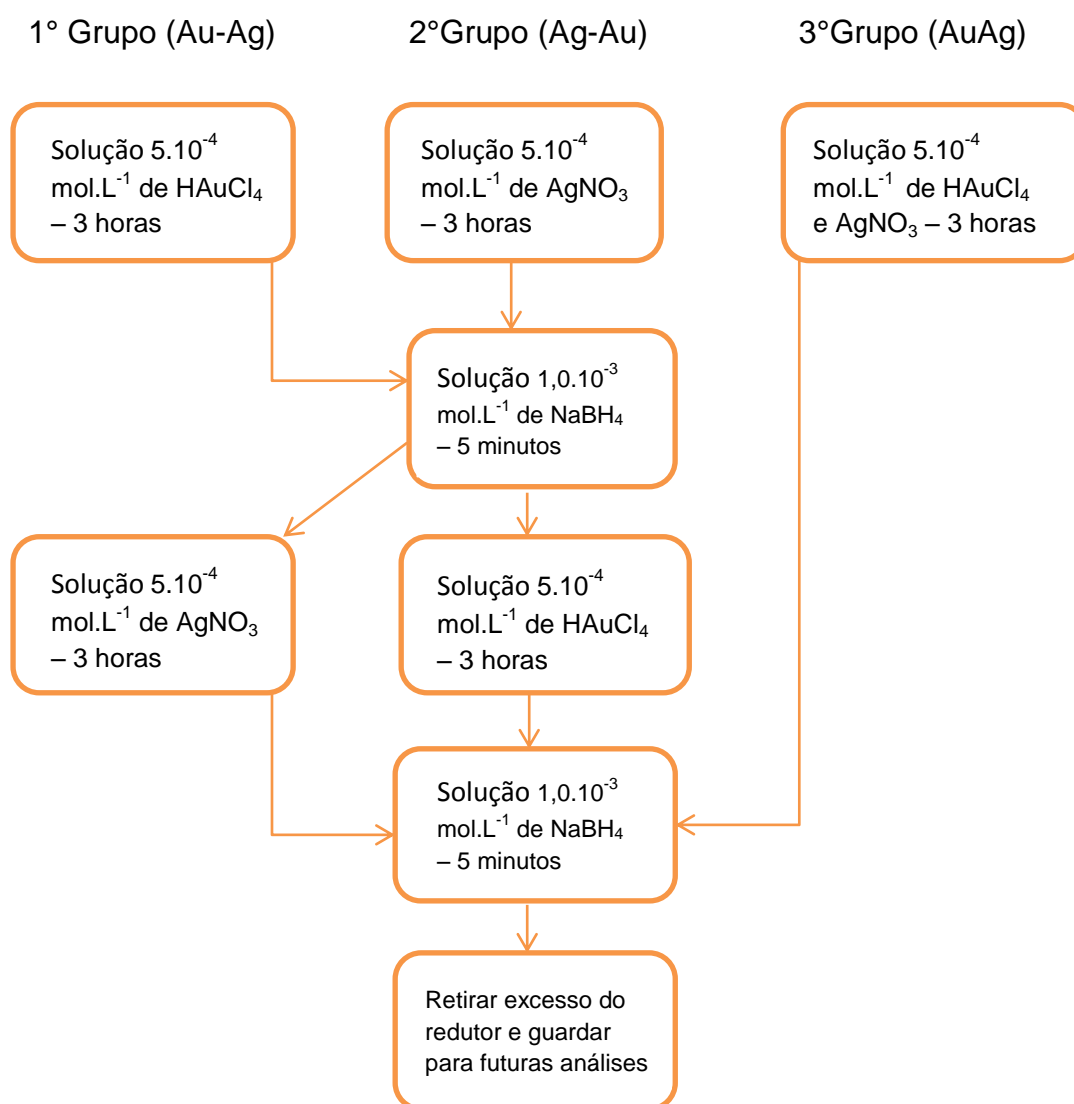 1° Grupo (Au-Ag)
2°Grupo (Ag-Au)
3°Grupo (AuAg)
Solução 5.10⁻⁴
mol.L⁻¹ de HAuCl₄
– 3 horas
Solução 5.10⁻⁴
mol.L⁻¹ de AgNO₃
– 3 horas
Solução 5.10⁻⁴
mol.L⁻¹ de HAuCl₄
e AgNO₃ – 3 horas
Solução 1,0.10⁻³
mol.L⁻¹ de NaBH₄
– 5 minutos
Solução 5.10⁻⁴
mol.L⁻¹ de AgNO₃
– 3 horas
Solução 5.10⁻⁴
mol.L⁻¹ de HAuCl₄
– 3 horas
Solução 1,0.10⁻³
mol.L⁻¹ de NaBH₄
– 5 minutos
Retirar excesso do
redutor e guardar
para futuras análises